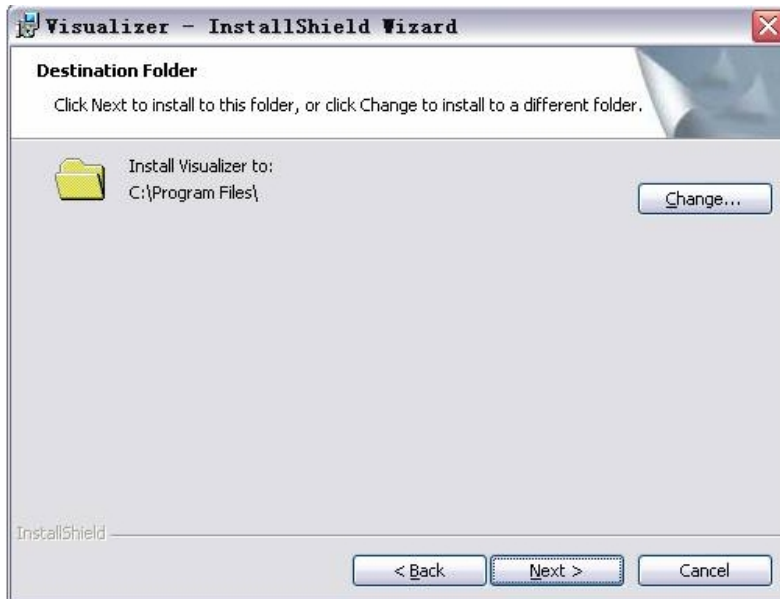 Visualizer - InstallShield Wizard
Destination Folder
Click Next to install to this folder, or click Change to install to a different folder.
Install Visualizer to:
C:\Program Files\
Change...
InstallShield
< Back
Next >
Cancel